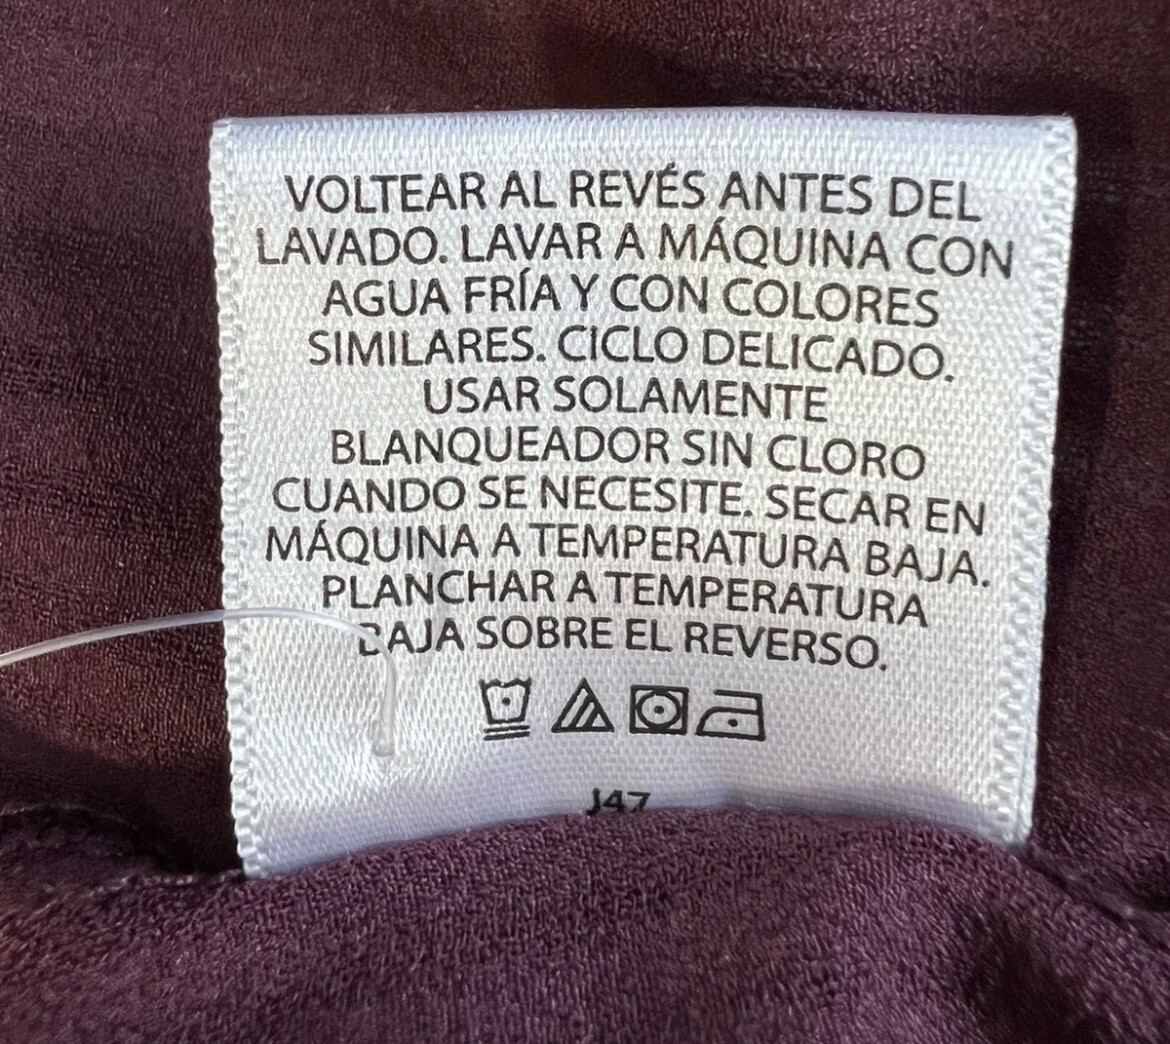 VOLTEAR AL REVÉS ANTES DEL
LAVADO. LAVAR A MÁQUINA CON
AGUA FRÍA Y CON COLORES
SIMILARES. CICLO DELICADO.
USAR SOLAMENTE
BLANQUEADOR SIN CLORO
CUANDO SE NECESITE. SECAR EN
MÁQUINA A TEMPERATURA BAJA.
PLANCHAR A TEMPERATURA
BAJA SOBRE EL REVERSO.
J47